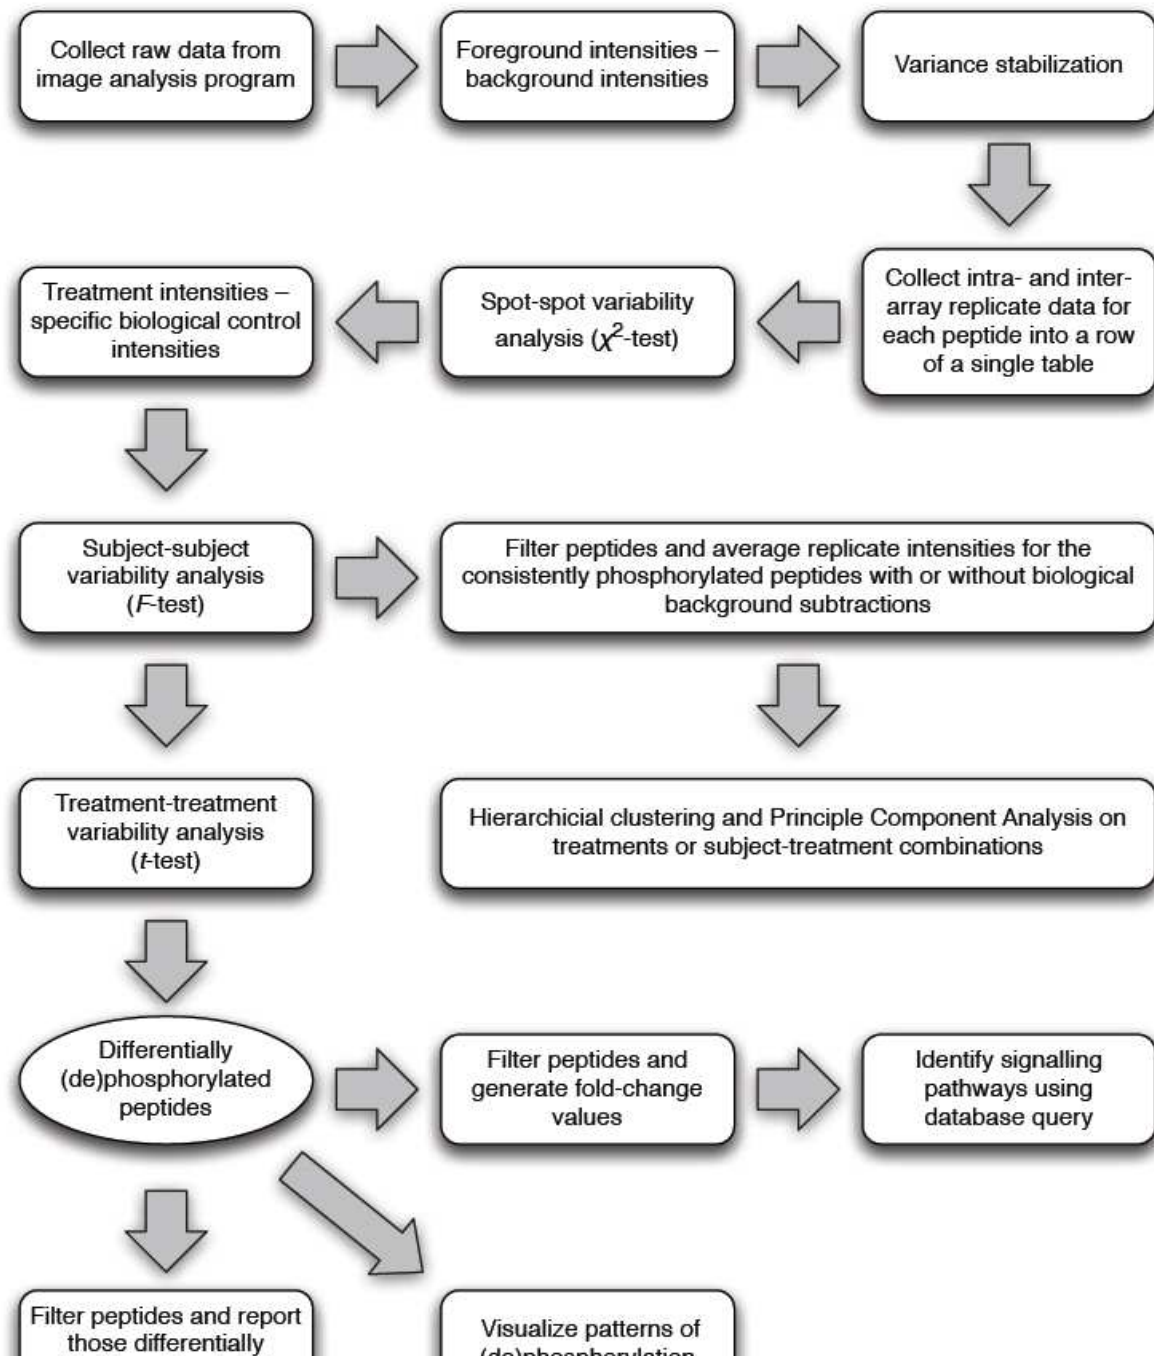 Collect raw data from
image analysis program
Foreground intensities –
background intensities
Variance stabilization
Treatment intensities –
specific biological control
intensities
Spot-spot variability
analysis (χ²-test)
Collect intra- and inter-
array replicate data for
each peptide into a row
of a single table
Subject-subject
variability analysis
(F-test)
Filter peptides and average replicate intensities for the
consistently phosphorylated peptides with or without biological
background subtractions
Treatment-treatment
variability analysis
(t-test)
Hierarchicial clustering and Principle Component Analysis on
treatments or subject-treatment combinations
Differentially
(de)phosphorylated
peptides
Filter peptides and
generate fold-change
values
Identify signalling
pathways using
database query
Filter peptides and report
those differentially
Visualize patterns of
(de)phosphorylation